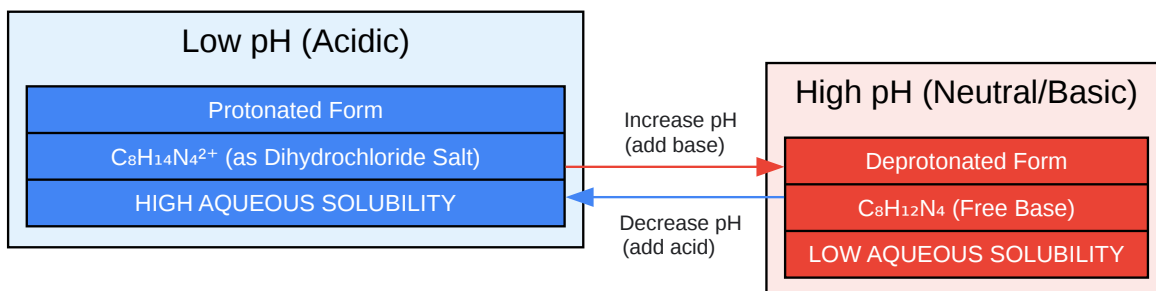 Low pH (Acidic)
Protonated Form
C₈H₁₄N₄²⁺ (as Dihydrochloride Salt)
HIGH AQUEOUS SOLUBILITY
Increase pH
(add base)
Decrease pH
(add acid)
High pH (Neutral/Basic)
Deprotonated Form
C₈H₁₂N₄ (Free Base)
LOW AQUEOUS SOLUBILITY